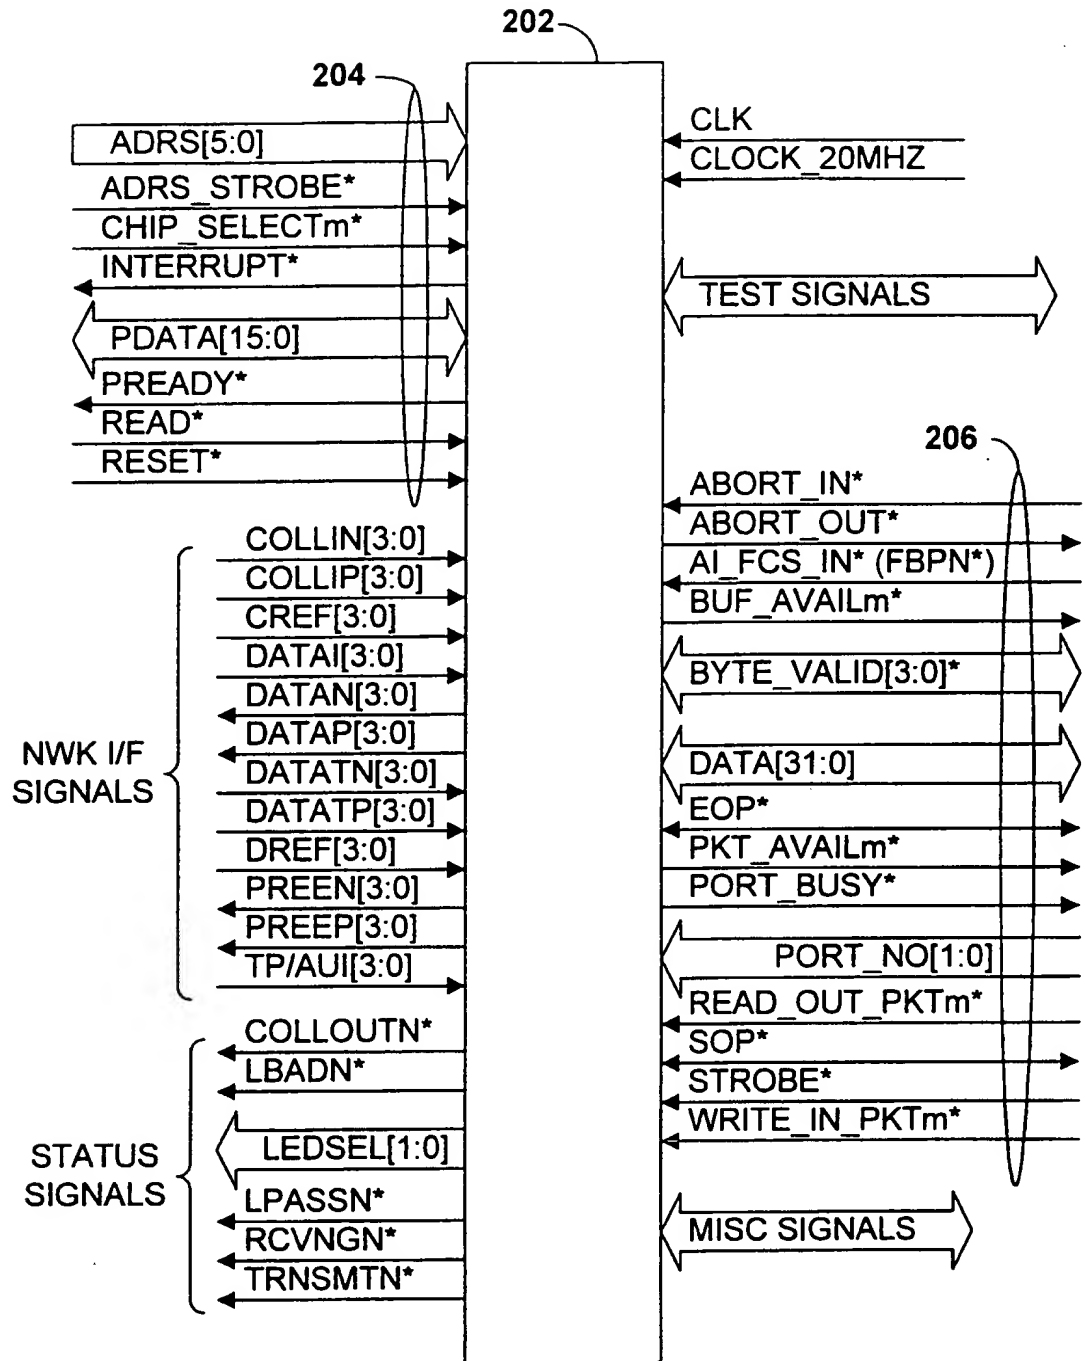 202
204
ADRS[5:0]
ADRS_STROBE*
CHIP_SELECTm*
INTERRUPT*
PDATA[15:0]
PREADY*
READ*
RESET*
NWK I/F
SIGNALS
COLLIN[3:0]
COLLIP[3:0]
CREF[3:0]
DATAI[3:0]
DATAN[3:0]
DATAP[3:0]
DATATN[3:0]
DATATP[3:0]
DREF[3:0]
PREEN[3:0]
PREEP[3:0]
TP/AUI[3:0]
STATUS
SIGNALS
COLLOUTN*
LBADN*
LEDSEL[1:0]
LPASSN*
RCVNGN*
TRNSMTN*
CLK
CLOCK_20MHZ
TEST SIGNALS
206
ABORT_IN*
ABORT_OUT*
AI_FCS_IN* (FBPN*)
BUF_AVAILm*
BYTE_VALID[3:0]*
DATA[31:0]
EOP*
PKT_AVAILm*
PORT_BUSY*
PORT_NO[1:0]
READ_OUT_PKTm*
SOP*
STROBE*
WRITE_IN_PKTm*
MISC SIGNALS